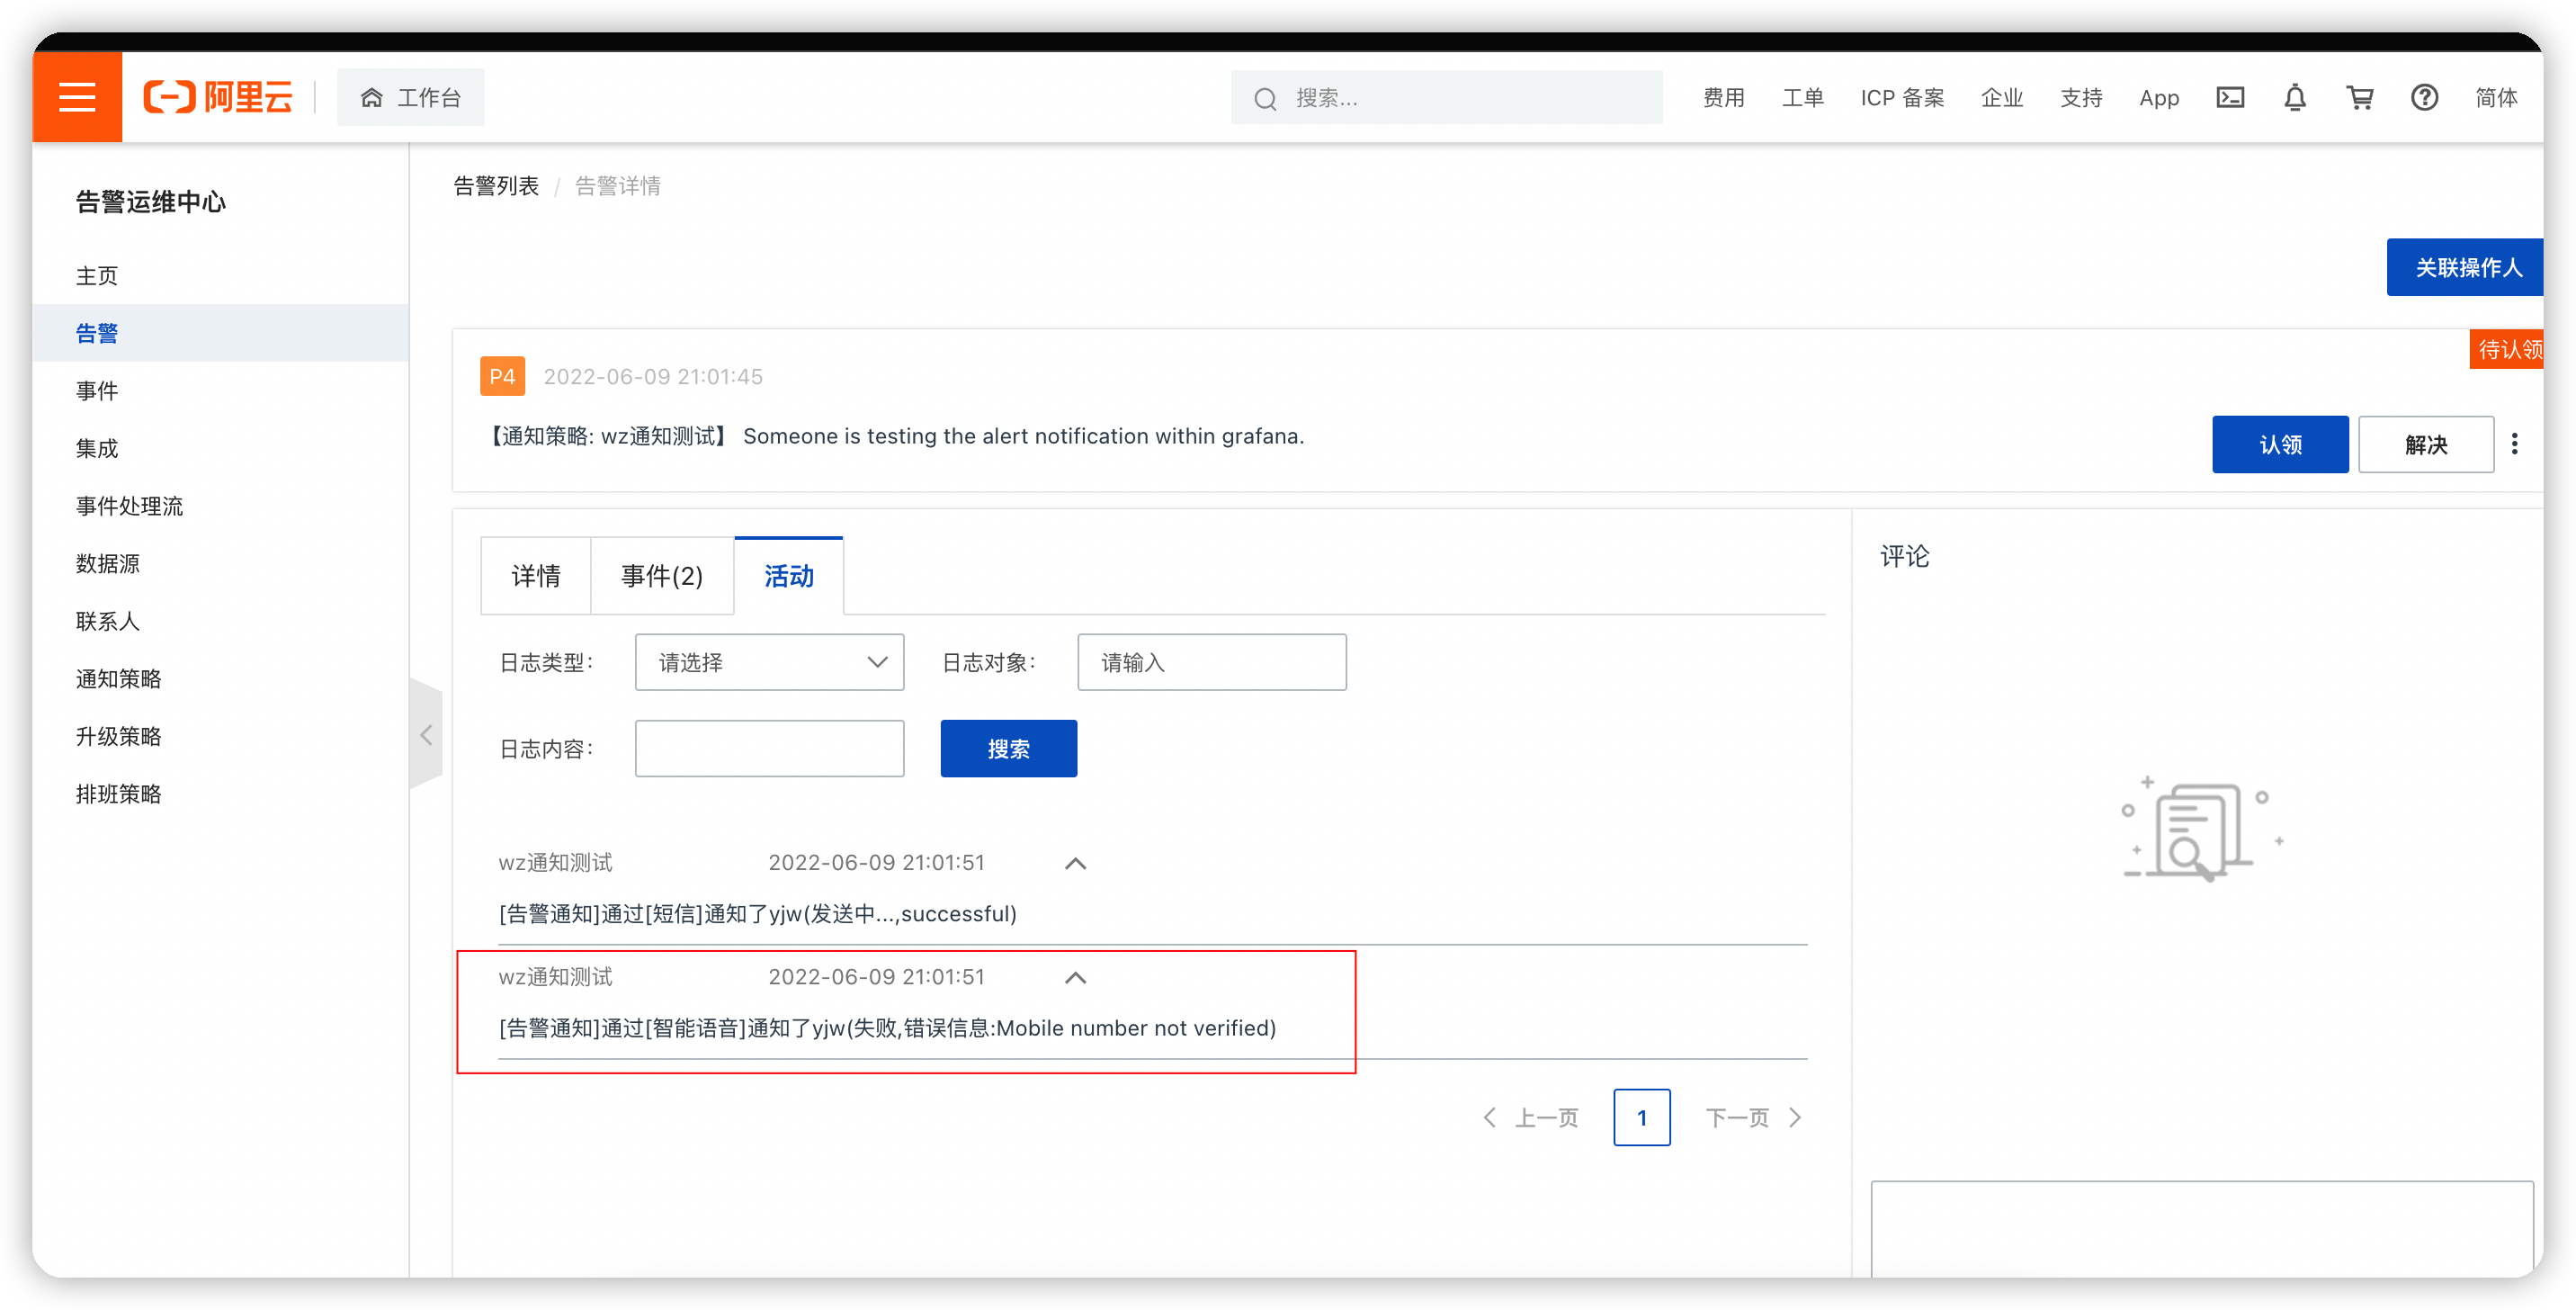 阿里云
工作台
搜索...
费用
工单
ICP 备案
企业
支持
App
简体
告警运维中心
主页
告警
事件
集成
事件处理流
数据源
联系人
通知策略
升级策略
排班策略
告警列表 / 告警详情
关联操作人
待认领
P4 2022-06-09 21:01:45
【通知策略: wz通知测试】 Someone is testing the alert notification within grafana.
认领
解决
详情
事件(2)
活动
日志类型:
请选择
日志对象:
请输入
日志内容:
搜索
wz通知测试 2022-06-09 21:01:51
[告警通知]通过[短信]通知了yjw(发送中...,successful)
wz通知测试 2022-06-09 21:01:51
[告警通知]通过[智能语音]通知了yjw(失败,错误信息:Mobile number not verified)
上一页 1 下一页
评论